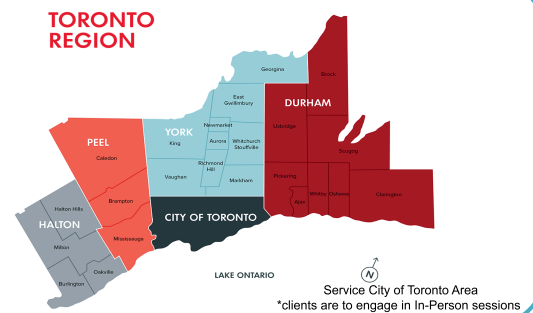 TORONTO
REGION
Georgina
Brock
East
Gwillimbury
DURHAM
Uxbridge
YORK
King
Newmarket
Aurora
Whitchurch
Stouffville
Scugog
PEEL
Caledon
Richmond
Hill
Vaughan
Markham
Pickering
Ajax
Whitby
Oshawa
Clarington
Brampton
Halton Hills
HALTON
CITY OF TORONTO
Mississauga
Milton
Oakville
Burlington
LAKE ONTARIO
N
Service City of Toronto Area
*clients are to engage in In-Person sessions